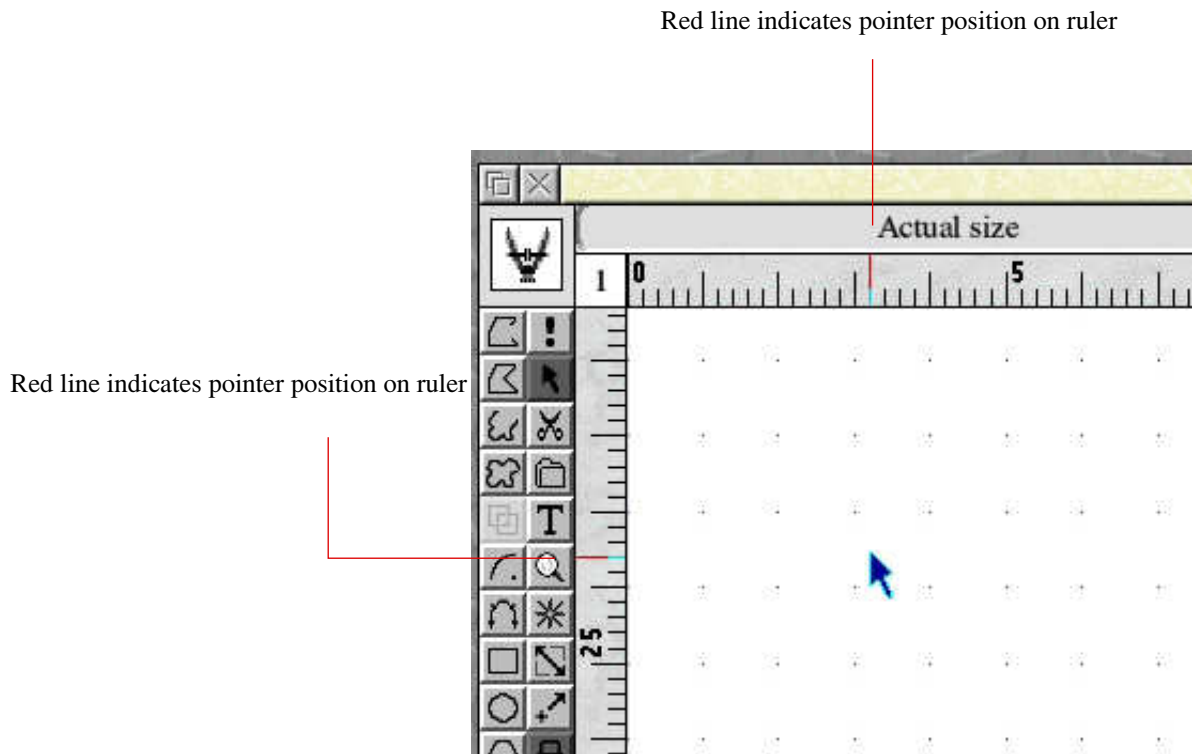 Red line indicates pointer position on ruler
Actual size
1 0 5
Red line indicates pointer position on ruler
T
25